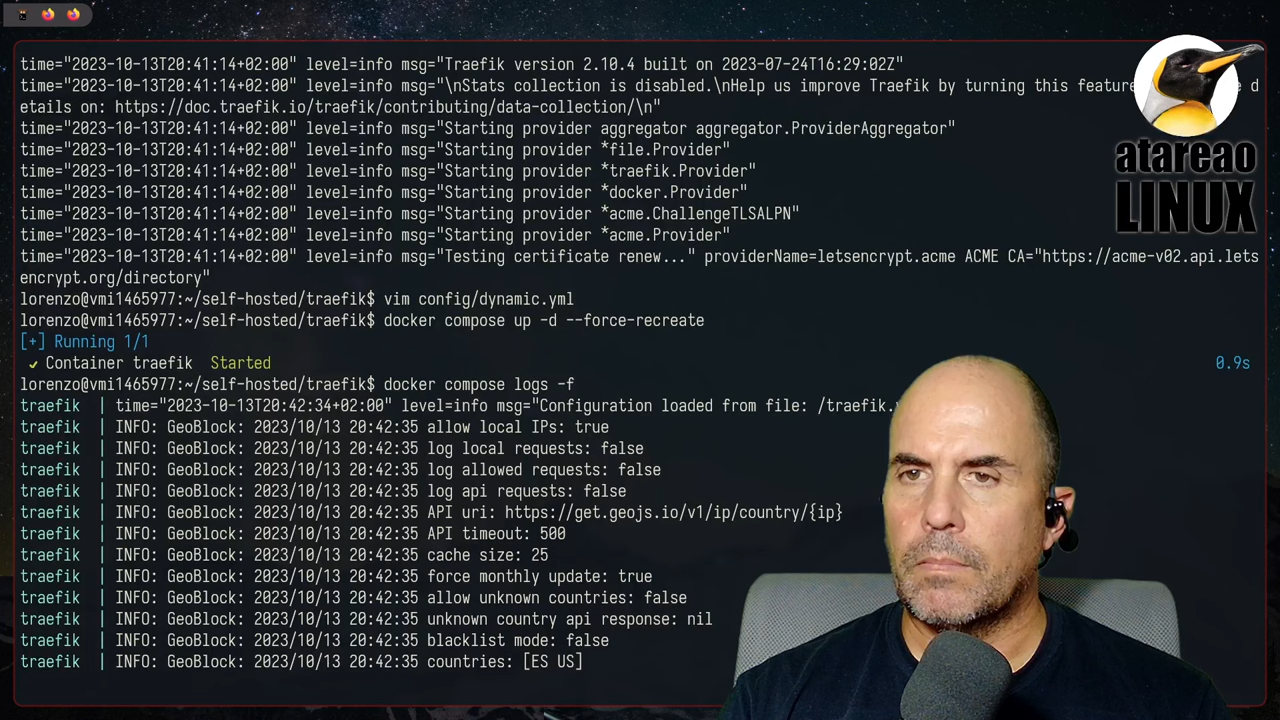 time="2023-10-13T20:41:14+02:00" level=info msg="Traefik version 2.10.4 built on 2023-07-24T16:29:02Z"
time="2023-10-13T20:41:14+02:00" level=info msg="\nStats collection is disabled.\nHelp us improve Traefik by turning this feature d
etails on: https://doc.traefik.io/traefik/contributing/data-collection/\n"
time="2023-10-13T20:41:14+02:00" level=info msg="Starting provider aggregator aggregator.ProviderAggregator"
time="2023-10-13T20:41:14+02:00" level=info msg="Starting provider *file.Provider"
time="2023-10-13T20:41:14+02:00" level=info msg="Starting provider *traefik.Provider"
time="2023-10-13T20:41:14+02:00" level=info msg="Starting provider *docker.Provider"
time="2023-10-13T20:41:14+02:00" level=info msg="Starting provider *acme.ChallengeTLSALPN"
time="2023-10-13T20:41:14+02:00" level=info msg="Starting provider *acme.Provider"
time="2023-10-13T20:41:14+02:00" level=info msg="Testing certificate renew..." providerName=letsencrypt.acme ACME CA="https://acme-v02.api.lets
encrypt.org/directory"
lorenzo@vmi1465977:~/self-hosted/traefik$ vim config/dynamic.yml
lorenzo@vmi1465977:~/self-hosted/traefik$ docker compose up -d --force-recreate
[+] Running 1/1
✔ Container traefik Started 0.9s
lorenzo@vmi1465977:~/self-hosted/traefik$ docker compose logs -f
traefik | time="2023-10-13T20:42:34+02:00" level=info msg="Configuration loaded from file: /traefik.
traefik | INFO: GeoBlock: 2023/10/13 20:42:35 allow local IPs: true
traefik | INFO: GeoBlock: 2023/10/13 20:42:35 log local requests: false
traefik | INFO: GeoBlock: 2023/10/13 20:42:35 log allowed requests: false
traefik | INFO: GeoBlock: 2023/10/13 20:42:35 log api requests: false
traefik | INFO: GeoBlock: 2023/10/13 20:42:35 API uri: https://get.geojs.io/v1/ip/country/{ip}
traefik | INFO: GeoBlock: 2023/10/13 20:42:35 API timeout: 500
traefik | INFO: GeoBlock: 2023/10/13 20:42:35 cache size: 25
traefik | INFO: GeoBlock: 2023/10/13 20:42:35 force monthly update: true
traefik | INFO: GeoBlock: 2023/10/13 20:42:35 allow unknown countries: false
traefik | INFO: GeoBlock: 2023/10/13 20:42:35 unknown country api response: nil
traefik | INFO: GeoBlock: 2023/10/13 20:42:35 blacklist mode: false
traefik | INFO: GeoBlock: 2023/10/13 20:42:35 countries: [ES US]
atareao
LINUX